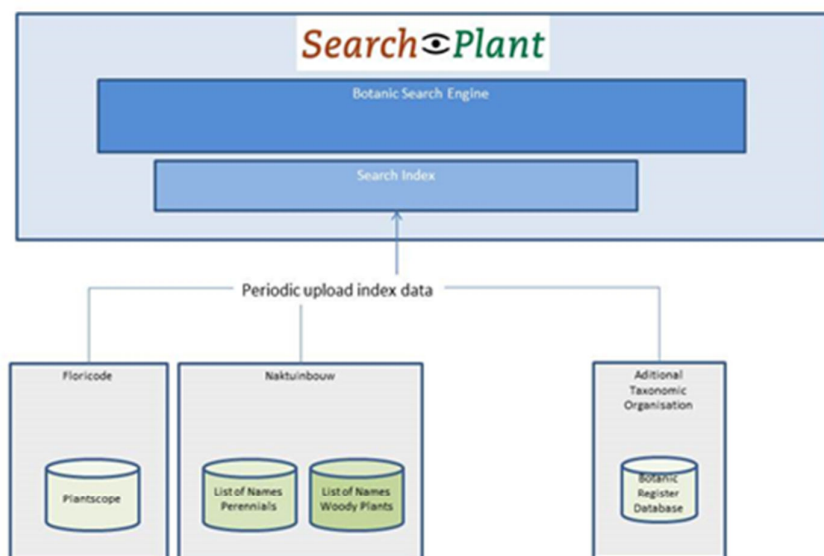 Search Plant
Botanic Search Engine
Search Index
Periodic upload index data
Floricode
Naktuinbouw
Aditional
Taxonomic
Organisation
Plantscope
List of Names
Perennials
List of Names
Woody Plants
Botanic
Register
Database